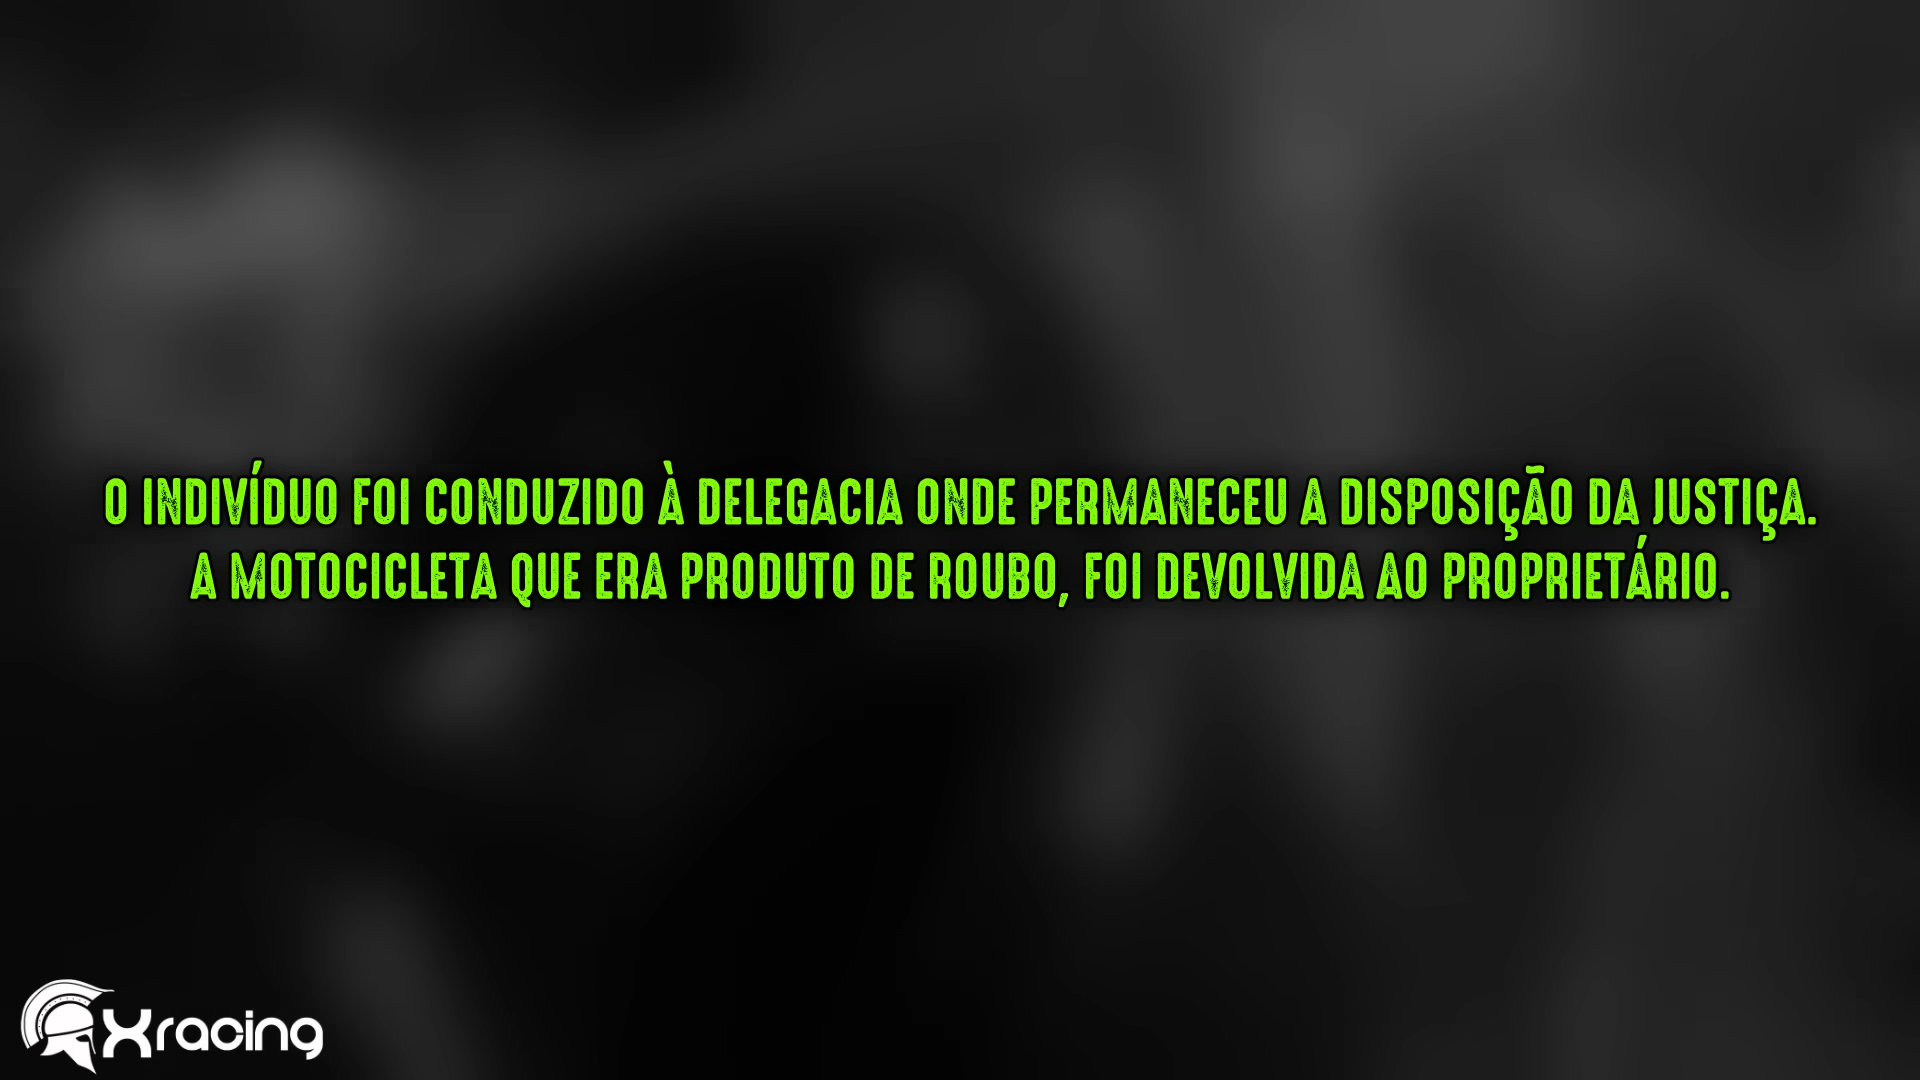 O INDIVÍDUO FOI CONDUZIDO À DELEGACIA ONDE PERMANECEU A DISPOSIÇÃO DA JUSTIÇA.
A MOTOCICLETA QUE ERA PRODUTO DE ROUBO, FOI DEVOLVIDA AO PROPRIETÁRIO.
Xracing